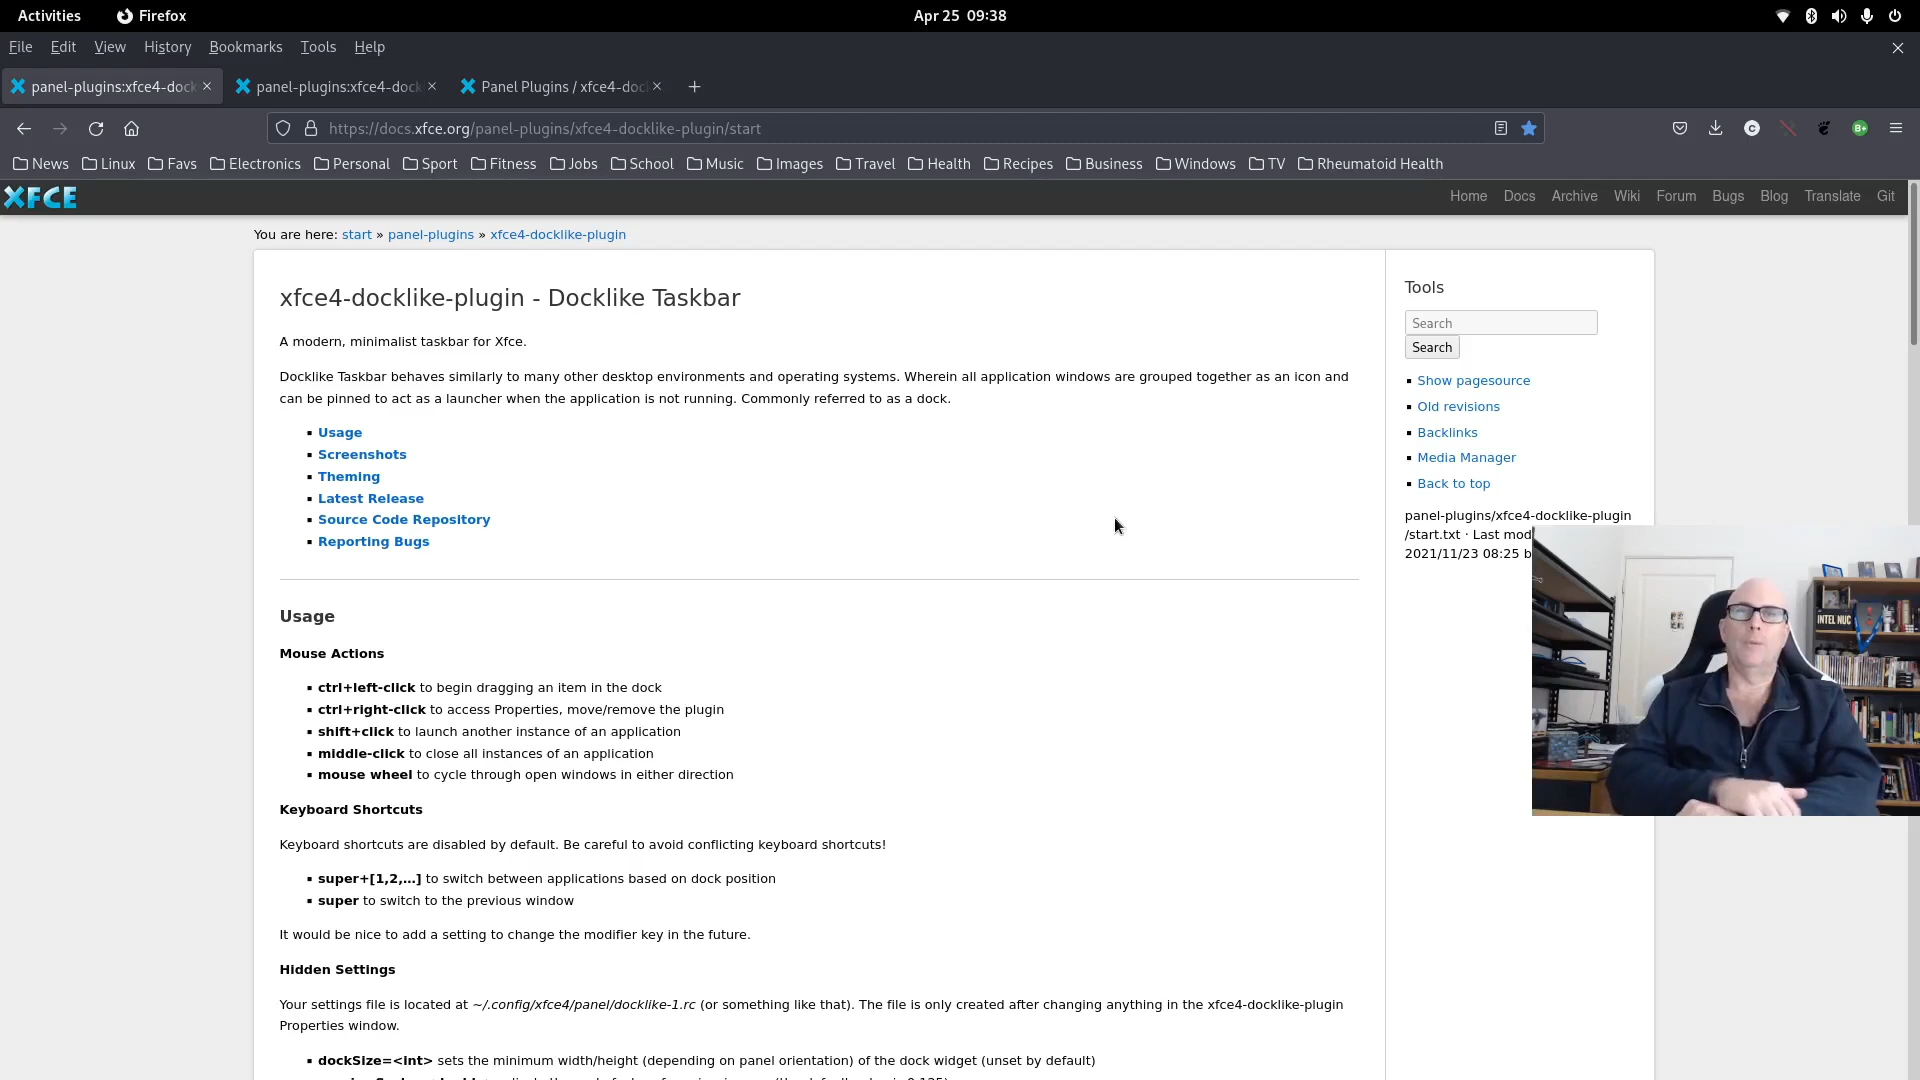 Activities Firefox Apr 25 09:38
File Edit View History Bookmarks Tools Help
panel-plugins:xfce4-dock panel-plugins:xfce4-dock Panel Plugins / xfce4-doc
https://docs.xfce.org/panel-plugins/xfce4-docklike-plugin/start
News Linux Favs Electronics Personal Sport Fitness Jobs School Music Images Travel Health Recipes Business Windows TV Rheumatoid Health
XFCE Home Docs Archive Wiki Forum Bugs Blog Translate Git
You are here: start » panel-plugins » xfce4-docklike-plugin
xfce4-docklike-plugin - Docklike Taskbar
A modern, minimalist taskbar for Xfce.
Docklike Taskbar behaves similarly to many other desktop environments and operating systems. Wherein all application windows are grouped together as an icon and
can be pinned to act as a launcher when the application is not running. Commonly referred to as a dock.
Usage
Screenshots
Theming
Latest Release
Source Code Repository
Reporting Bugs
Usage
Mouse Actions
ctrl+left-click to begin dragging an item in the dock
ctrl+right-click to access Properties, move/remove the plugin
shift+click to launch another instance of an application
middle-click to close all instances of an application
mouse wheel to cycle through open windows in either direction
Keyboard Shortcuts
Keyboard shortcuts are disabled by default. Be careful to avoid conflicting keyboard shortcuts!
super+[1,2,...] to switch between applications based on dock position
super to switch to the previous window
It would be nice to add a setting to change the modifier key in the future.
Hidden Settings
Your settings file is located at ~/.config/xfce4/panel/docklike-1.rc (or something like that). The file is only created after changing anything in the xfce4-docklike-plugin
Properties window.
dockSize=<int> sets the minimum width/height (depending on panel orientation) of the dock widget (unset by default)
Tools
Search
Search
Show pagesource
Old revisions
Backlinks
Media Manager
Back to top
panel-plugins/xfce4-docklike-plugin
/start.txt · Last mod
2021/11/23 08:25 b
INTEL NUC